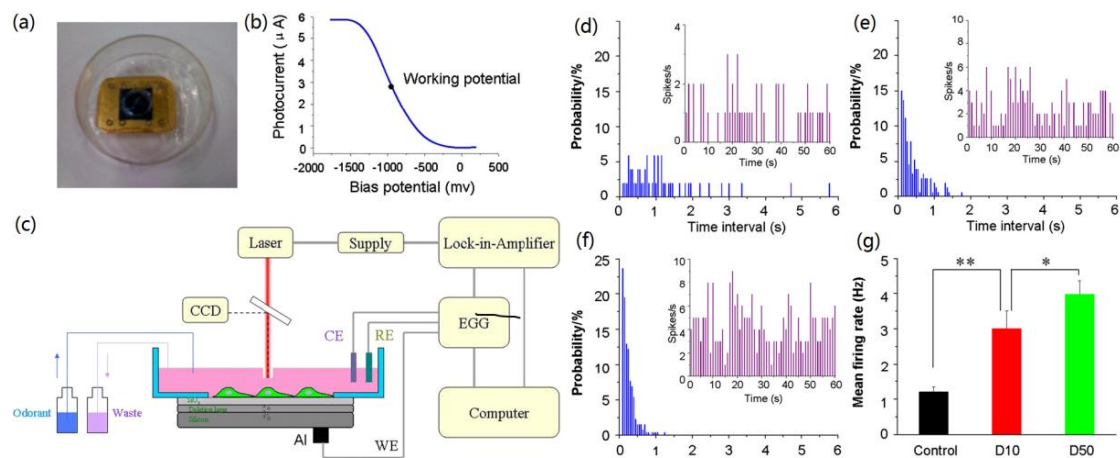 (a)
(b)
Photocurrent (μA)
6
5
4
3
2
1
0
Working potential
-2000 -1500 -1000 -500 0 500
Bias potential (mv)
(c)
Laser
Supply
Lock-in-Amplifier
CCD
CE
RE
EGG
Odorant
Waste
Silicon
Al
WE
Computer
(d)
Probability/%
25
20
15
10
5
0
0 1 2 3 4 5 6
Time interval (s)
Spikes/s
4
2
0
0 10 20 30 40 50 60
Time (s)
(e)
Probability/%
25
20
15
10
5
0
0 1 2 3 4 5 6
Time interval (s)
Spikes/s
10
8
6
4
2
0
0 10 20 30 40 50 60
Time (s)
(f)
Probability/%
25
20
15
10
5
0
0 1 2 3 4 5 6
Time interval (s)
Spikes/s
10
8
6
4
2
0
0 10 20 30 40 50 60
Time (s)
(g)
Mean firing rate (Hz)
5
4
3
2
1
0
** *
Control D10 D50